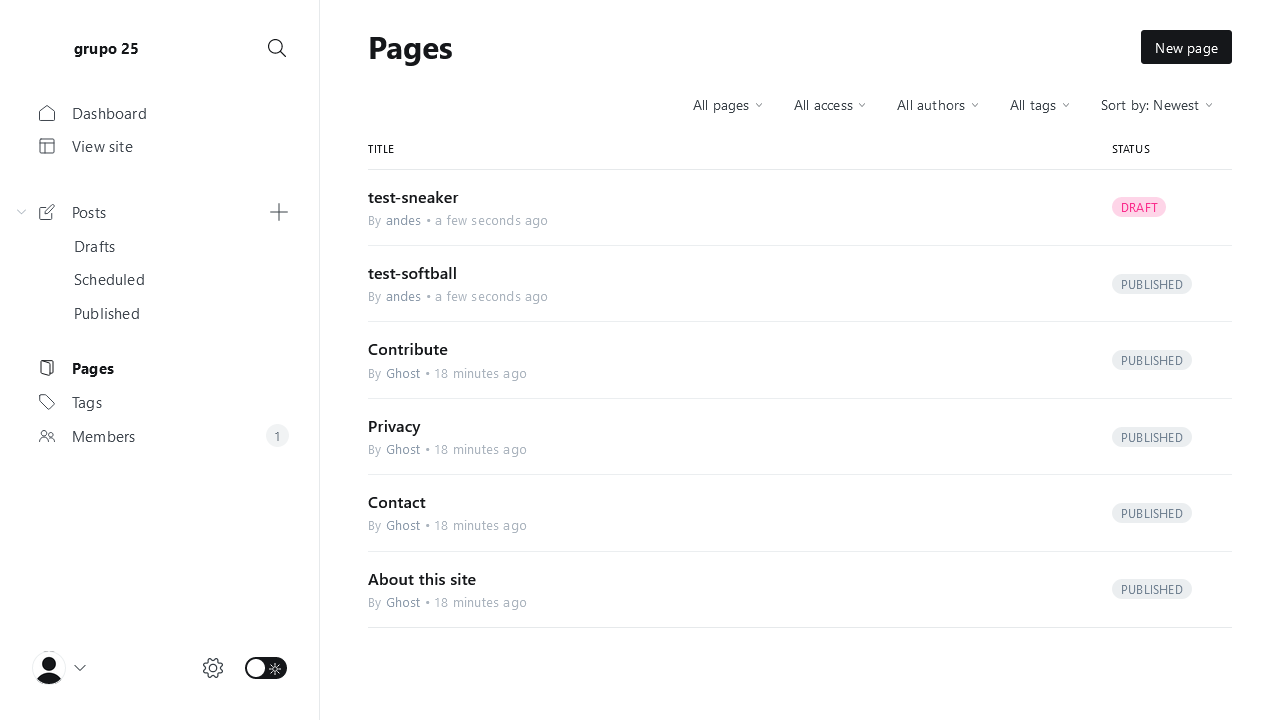 grupo 25
Dashboard
View site
Posts
Drafts
Scheduled
Published
Pages
Tags
Members 1
Pages
New page
All pages All access All authors All tags Sort by: Newest
TITLE STATUS
test-sneaker
By andes • a few seconds ago
DRAFT
test-softball
By andes • a few seconds ago
PUBLISHED
Contribute
By Ghost • 18 minutes ago
PUBLISHED
Privacy
By Ghost • 18 minutes ago
PUBLISHED
Contact
By Ghost • 18 minutes ago
PUBLISHED
About this site
By Ghost • 18 minutes ago
PUBLISHED